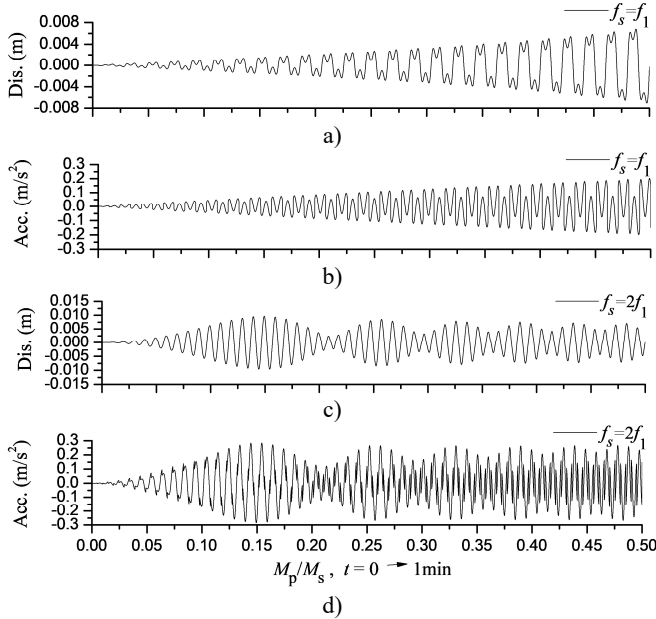 0.008
0.004
0.000
-0.004
-0.008
Dis. (m)
fs=f1
a)
0.3
0.2
0.1
0.0
-0.1
-0.2
-0.3
Acc. (m/s²)
fs=f1
b)
0.015
0.010
0.005
0.000
-0.005
-0.010
-0.015
Dis. (m)
fs=2f1
c)
0.3
0.2
0.1
0.0
-0.1
-0.2
-0.3
Acc. (m/s²)
fs=2f1
0.00 0.05 0.10 0.15 0.20 0.25 0.30 0.35 0.40 0.45 0.50
Mp/Ms , t = 0 → 1min
d)